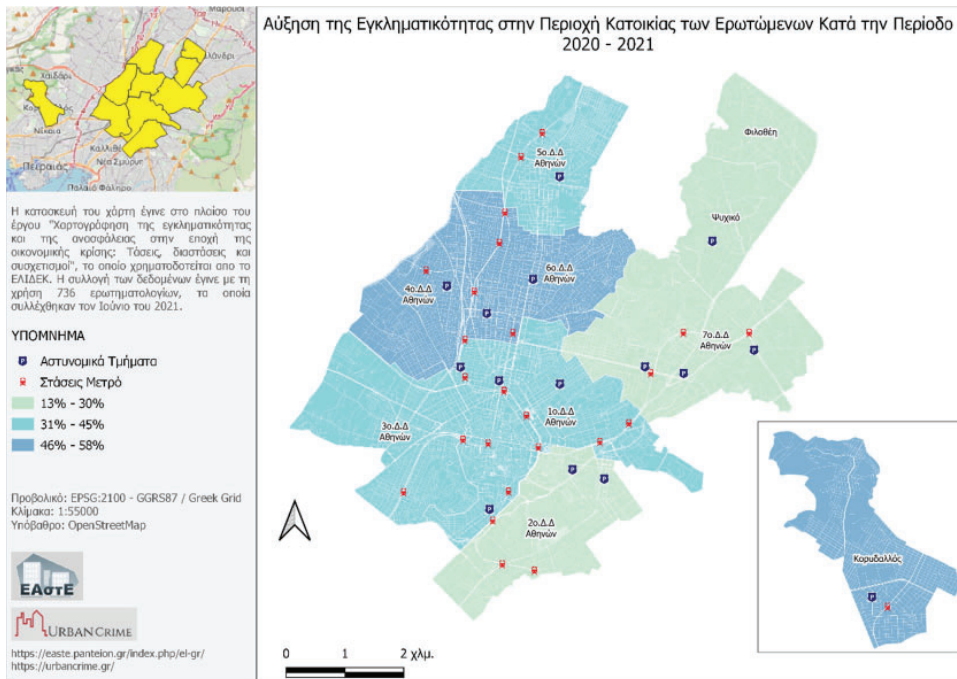 Αύξηση της Εγκληματικότητας στην Περιοχή Κατοικίας των Ερωτώμενων Κατά την Περίοδο
2020 - 2021
Μαρούσι
Χαϊδάρι
Νίκαια
Καλλιθέα
Νέα Σμύρνη
Πειραιάς
Παλαιό Φάληρο
Η κατασκευή του χάρτη έγινε στο πλαίσιο του
έργου "Χαρτογράφηση της εγκληματικότητας
και της ανασφάλειας στην εποχή της
οικονομικής κρίσης: Τάσεις, διαστάσεις και
συσχετισμοί", το οποίο χρηματοδοτείται απο το
ΕΛΙΔΕΚ. Η συλλογή των δεδομένων έγινε με τη
χρήση 736 ερωτηματολογίων, τα οποία
συλλέχθηκαν τον Ιούνιο του 2021.
ΥΠΟΜΝΗΜΑ
Αστυνομικά Τμήματα
Στάσεις Μετρό
13% - 30%
31% - 45%
46% - 58%
Προβολικό: EPSG:2100 - GGRS87 / Greek Grid
Κλίμακα: 1:55000
Υπόβαθρο: OpenStreetMap
ΕΑστΕ
URBANCRIME
https://easte.panteion.gr/index.php/el-gr/
https://urbancrime.gr/
Φιλοθέη
5ο.Δ.Δ
Αθηνών
Ψυχικό
6ο.Δ.Δ
Αθηνών
4ο.Δ.Δ
Αθηνών
7ο.Δ.Δ
Αθηνών
1ο.Δ.Δ
Αθηνών
3ο.Δ.Δ
Αθηνών
2ο.Δ.Δ
Αθηνών
Κορυδαλλός
0 1 2 χλμ.